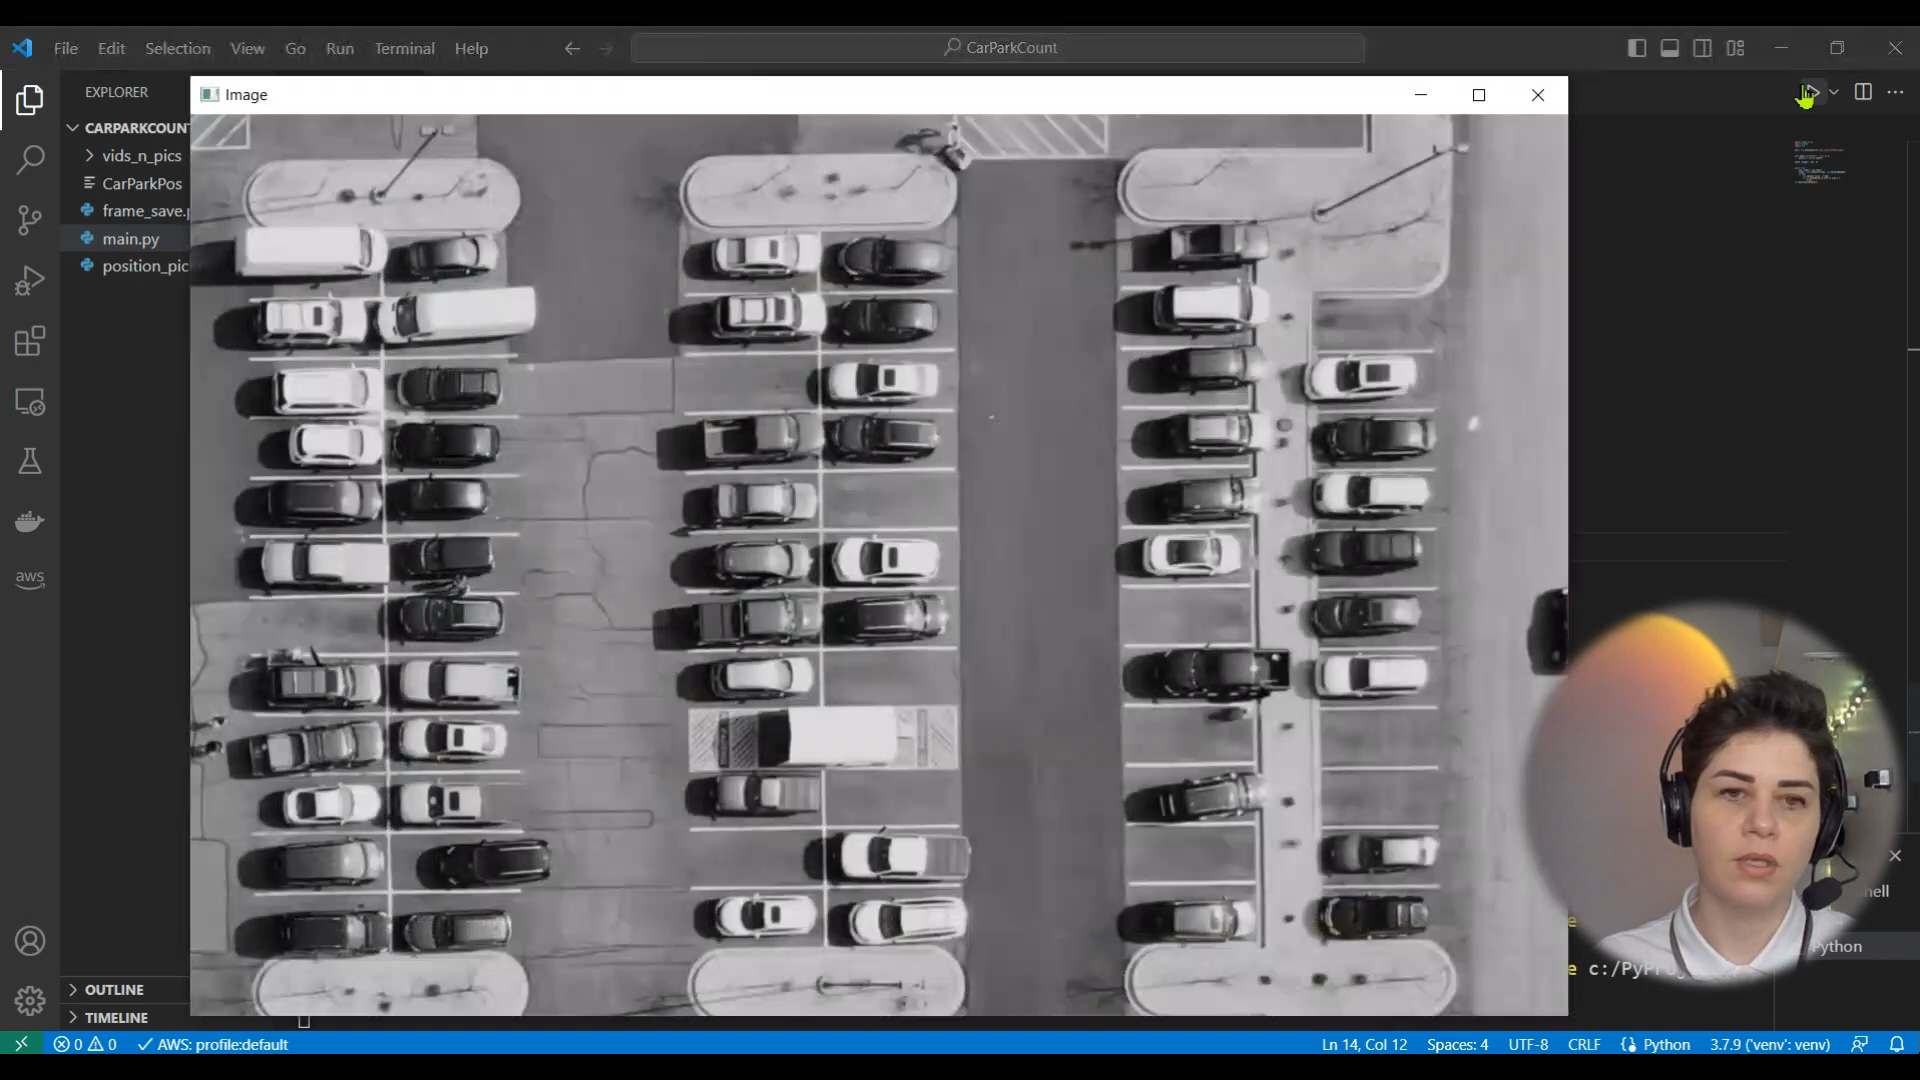 File Edit Selection View Go Run Terminal Help
CarParkCount
EXPLORER
Image
CARPARKCOUNT
vids_n_pics
CarParkPos
frame_save.p
main.py
position_pic
aws
shell
e
Python
e c:/PyPro
OUTLINE
TIMELINE
0 0 AWS: profile:default
Ln 14, Col 12 Spaces: 4 UTF-8 CRLF Python 3.7.9 ('venv': venv)